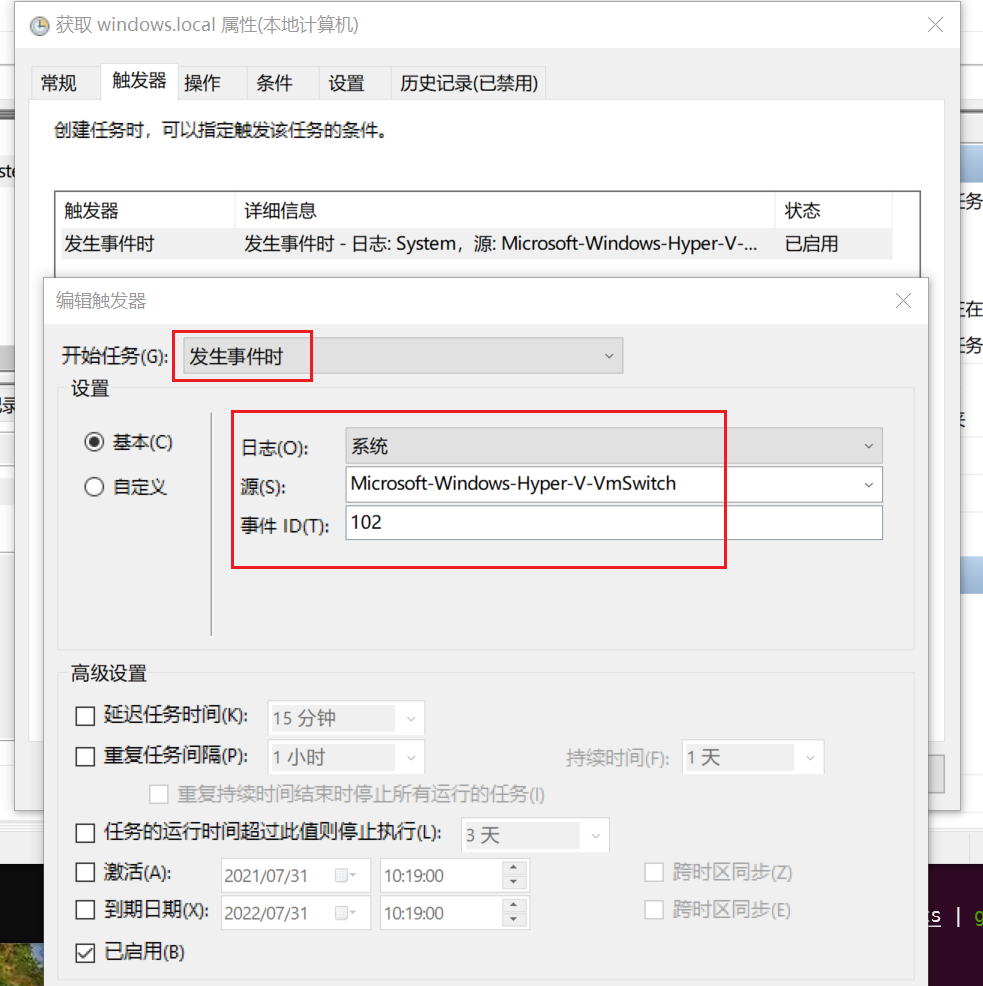 获取 windows.local 属性(本地计算机)
常规 触发器 操作 条件 设置 历史记录(已禁用)
创建任务时，可以指定触发该任务的条件。
触发器 详细信息 状态
发生事件时 发生事件时 - 日志: System，源: Microsoft-Windows-Hyper-V-... 已启用
编辑触发器
开始任务(G): 发生事件时
设置
基本(C)
自定义
日志(O): 系统
源(S): Microsoft-Windows-Hyper-V-VmSwitch
事件 ID(T): 102
高级设置
延迟任务时间(K): 15 分钟
重复任务间隔(P): 1 小时 持续时间(F): 1 天
重复持续时间结束时停止所有运行的任务(I)
任务的运行时间超过此值则停止执行(L): 3 天
激活(A): 2021/07/31 10:19:00 跨时区同步(Z)
到期日期(X): 2022/07/31 10:19:00 跨时区同步(E)
已启用(B)